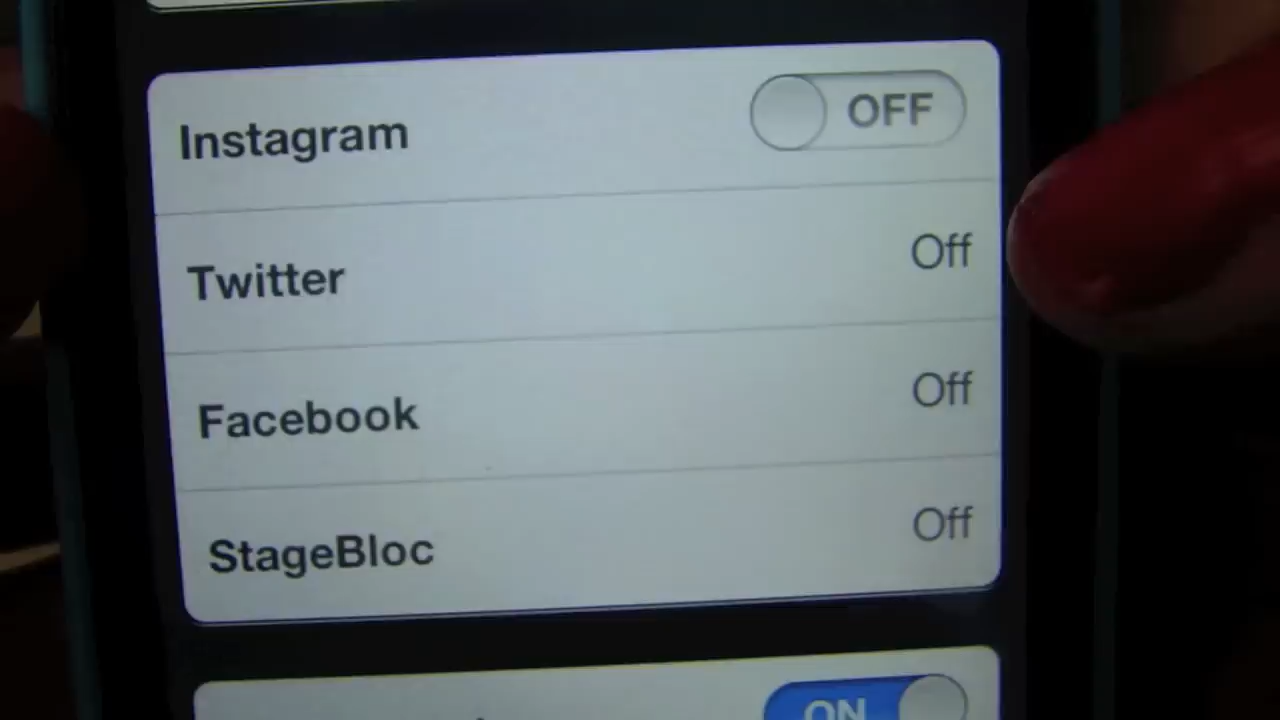 Instagram OFF
Twitter Off
Facebook Off
StageBloc Off
ON